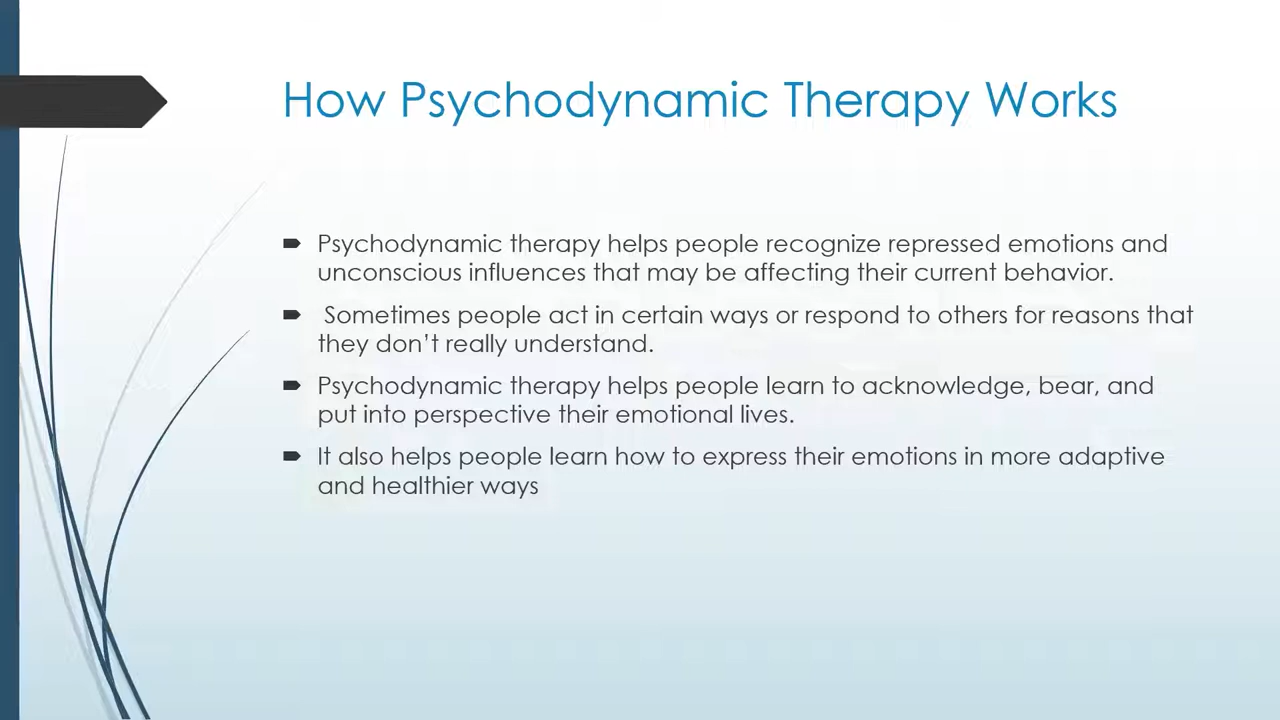 How Psychodynamic Therapy Works
Psychodynamic therapy helps people recognize repressed emotions and
unconscious influences that may be affecting their current behavior.
Sometimes people act in certain ways or respond to others for reasons that
they don’t really understand.
Psychodynamic therapy helps people learn to acknowledge, bear, and
put into perspective their emotional lives.
It also helps people learn how to express their emotions in more adaptive
and healthier ways